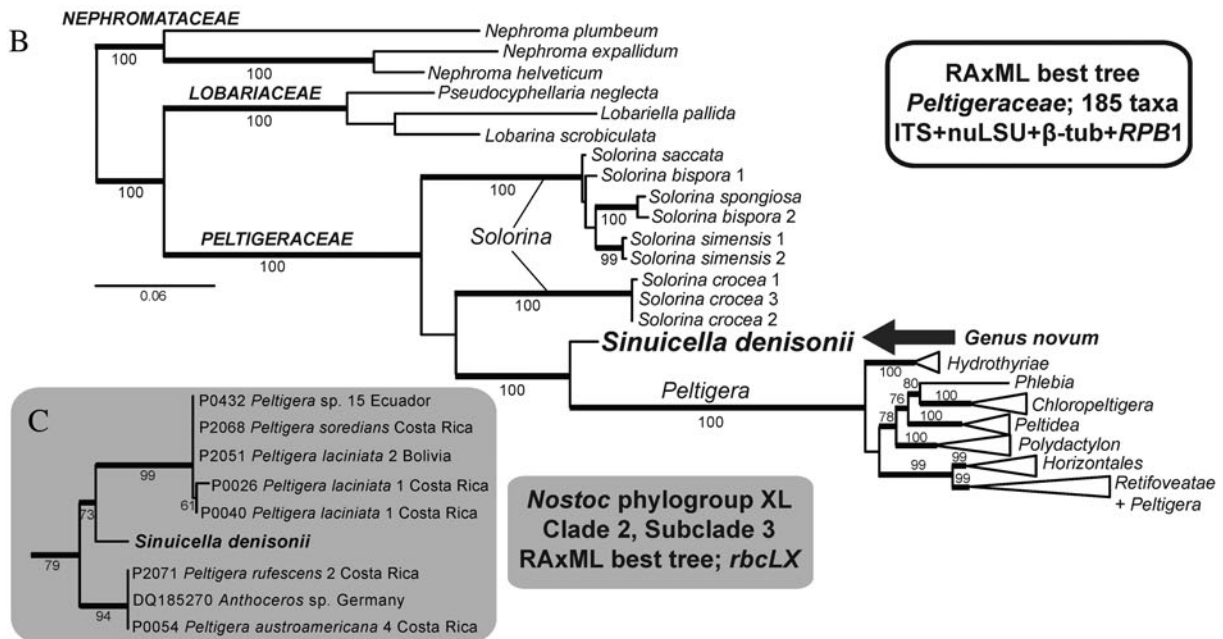 B
NEPHROMATACEAE
100
Nephroma plumbeum
Nephroma expallidum
100
Nephroma helveticum
LOBARIACEAE
100
Pseudocyphellaria neglecta
Lobariella pallida
Lobarina scrobiculata
100
RAxML best tree
Peltigeraceae; 185 taxa
ITS+nuLSU+β-tub+RPB1
PELTIGERACEAE
100
0.06
Solorina
100
Solorina saccata
Solorina bispora 1
Solorina spongiosa
100
Solorina bispora 2
Solorina simensis 1
99
Solorina simensis 2
100
Solorina crocea 1
Solorina crocea 3
Solorina crocea 2
Sinuicella denisonii
Genus novum
100
Peltigera
100
100
Hydrothyriae
80
Phlebia
76
100
Chloropeltigera
78
100
Peltidea
100
Polydactylon
99
99
Horizontales
99
Retifoveatae
+ Peltigera
C
P0432 Peltigera sp. 15 Ecuador
P2068 Peltigera soredians Costa Rica
99
P2051 Peltigera laciniata 2 Bolivia
P0026 Peltigera laciniata 1 Costa Rica
61
P0040 Peltigera laciniata 1 Costa Rica
73
Sinuicella denisonii
79
P2071 Peltigera rufescens 2 Costa Rica
94
DQ185270 Anthoceros sp. Germany
P0054 Peltigera austroamericana 4 Costa Rica
Nostoc phylogroup XL
Clade 2, Subclade 3
RAxML best tree; rbcLX